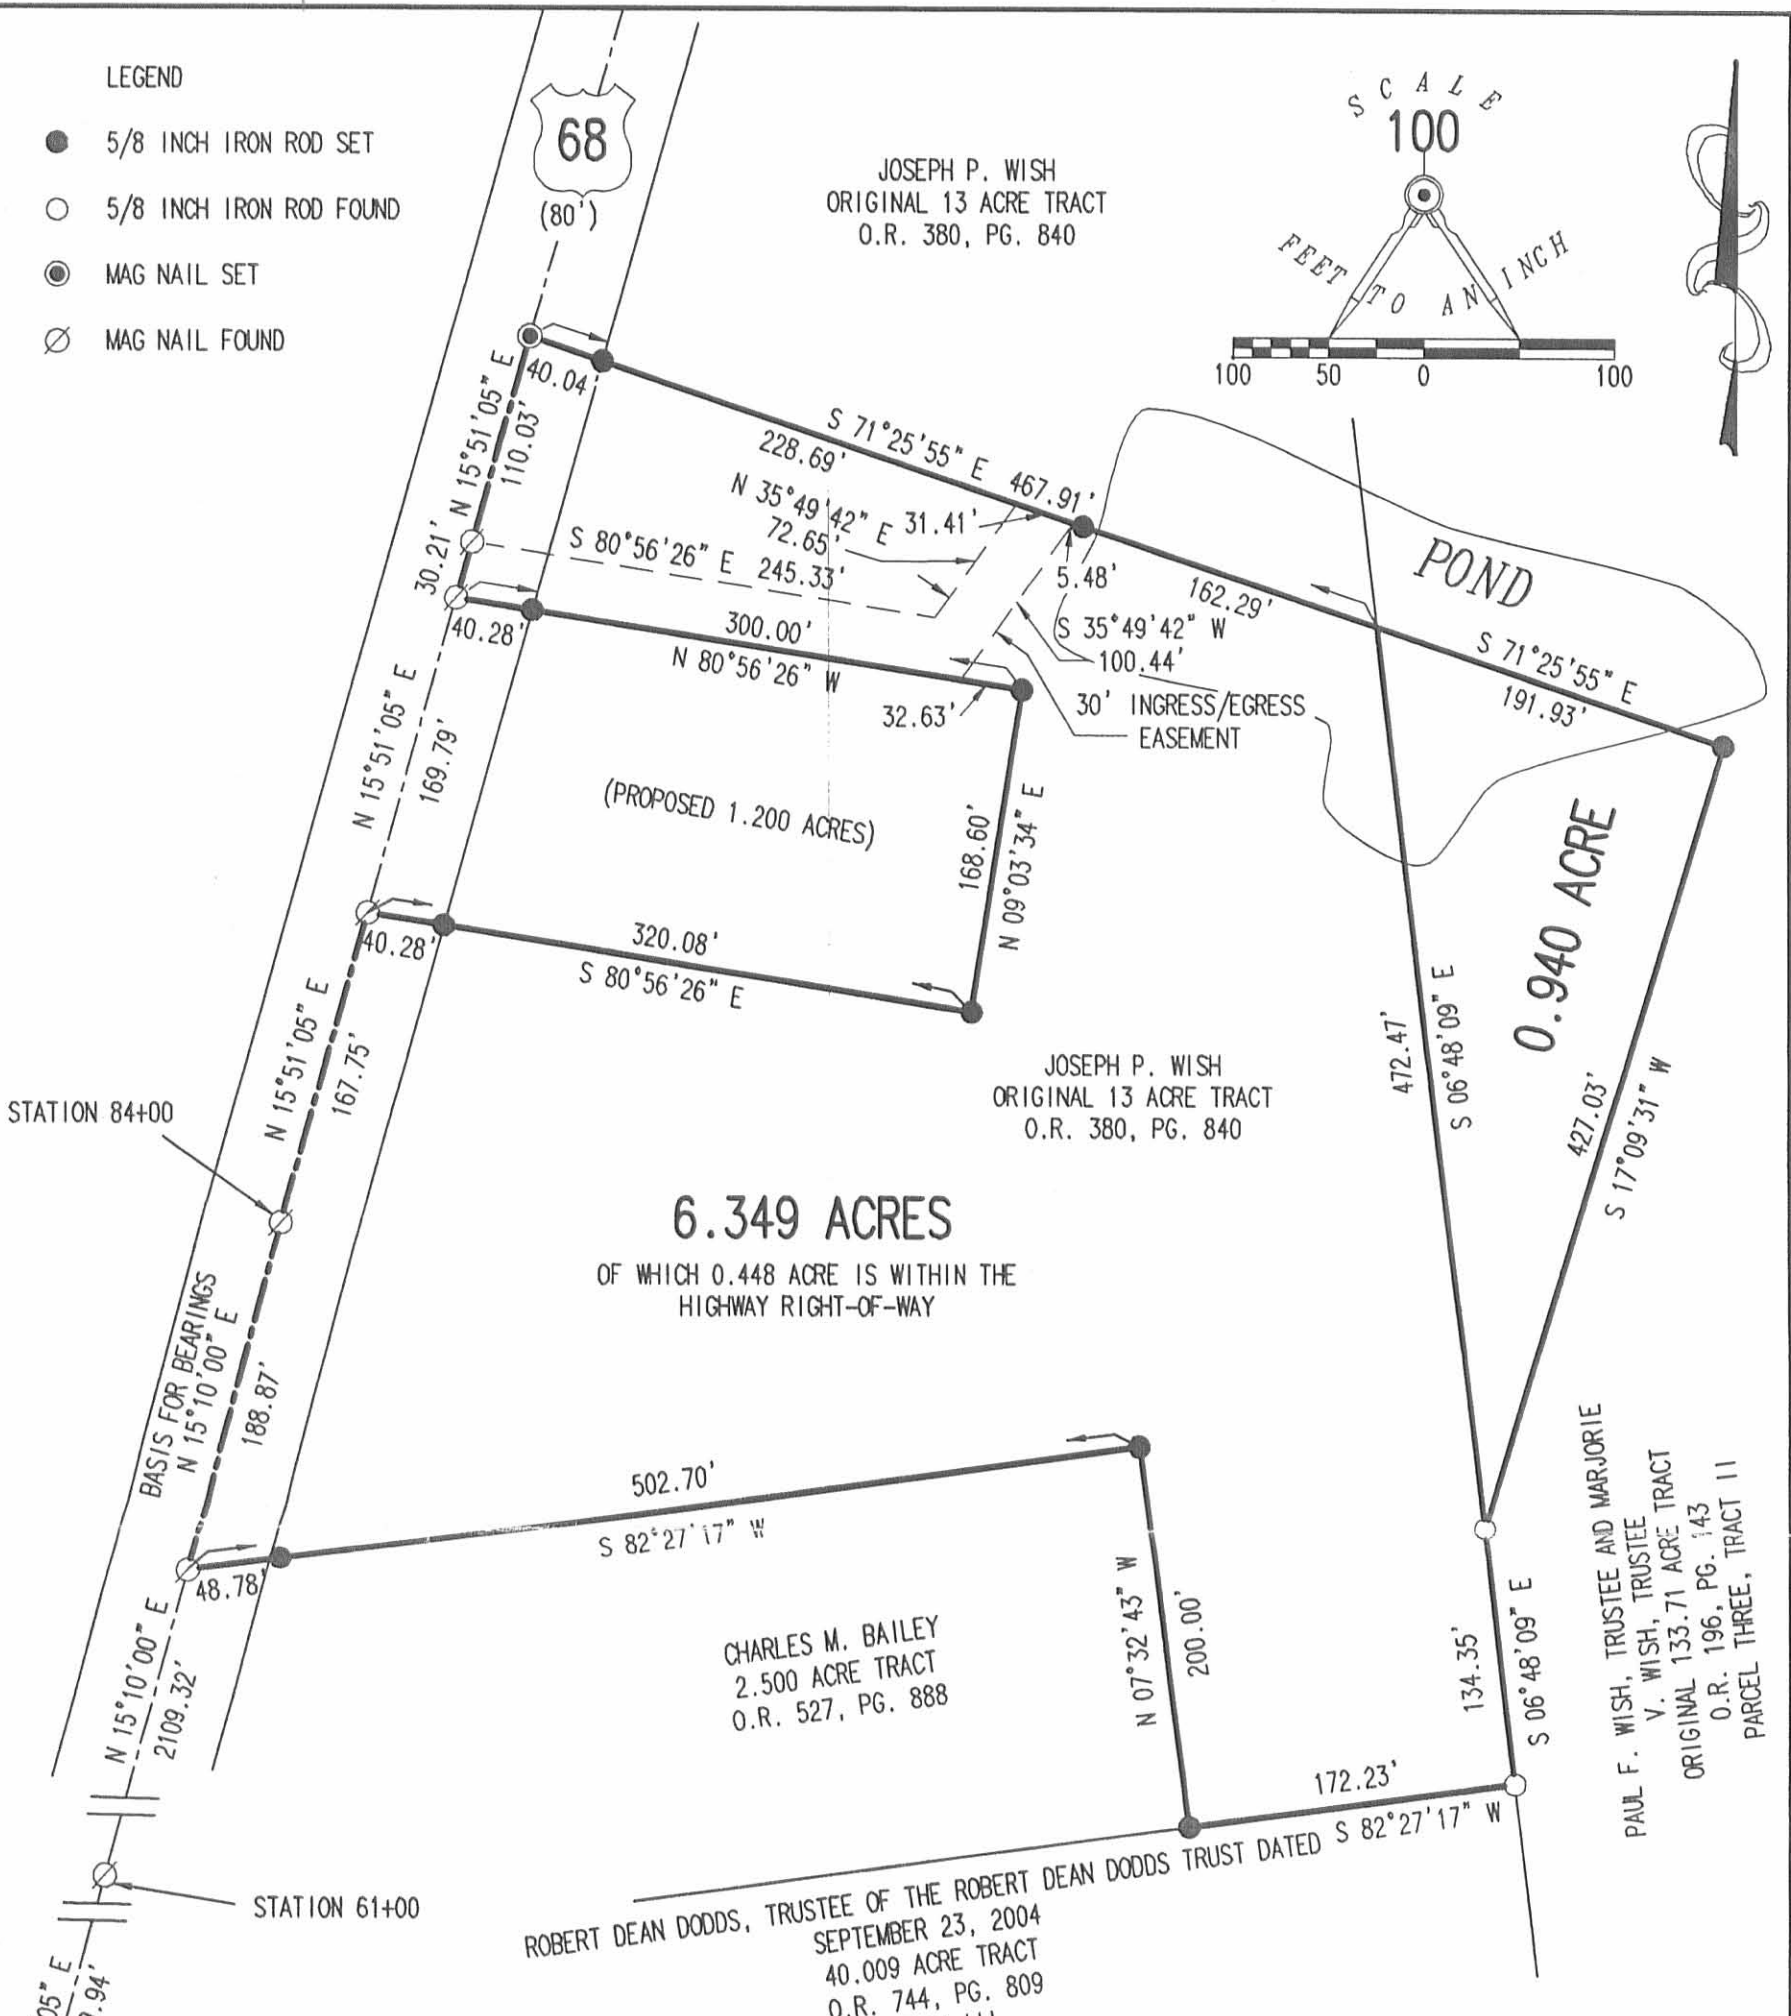 LEGEND
5/8 INCH IRON ROD SET
5/8 INCH IRON ROD FOUND
MAG NAIL SET
MAG NAIL FOUND
68
(80')
JOSEPH P. WISH
ORIGINAL 13 ACRE TRACT
O.R. 380, PG. 840
SCALE
100
FEET TO AN INCH
100 50 0 100
N 15°51'05" E
110.03'
40.04'
S 71°25'55" E 467.91'
228.69'
N 35°49'42" E
72.65'
31.41'
30.21'
S 80°56'26" E 245.33'
5.48'
162.29'
POND
S 71°25'55" E
191.93'
40.28'
300.00'
N 80°56'26" W
S 35°49'42" W
100.44'
32.63'
30' INGRESS/EGRESS
EASEMENT
N 15°51'05" E
169.79'
(PROPOSED 1.200 ACRES)
168.60'
N 09°03'34" E
0.940 ACRE
40.28'
320.08'
S 80°56'26" E
N 15°51'05" E
167.75'
472.47'
S 06°48'09" E
427.03'
S 17°09'31" W
JOSEPH P. WISH
ORIGINAL 13 ACRE TRACT
O.R. 380, PG. 840
STATION 84+00
6.349 ACRES
OF WHICH 0.448 ACRE IS WITHIN THE
HIGHWAY RIGHT-OF-WAY
BASIS FOR BEARINGS
N 15°10'00" E
188.87'
502.70'
S 82°27'17" W
48.78'
N 15°10'00" E
2109.32'
CHARLES M. BAILEY
2.500 ACRE TRACT
O.R. 527, PG. 888
N 07°32'43" W
200.00'
134.35'
S 06°48'09" E
PAUL F. WISH, TRUSTEE AND MARJORIE
V. WISH, TRUSTEE
ORIGINAL 133.71 ACRE TRACT
O.R. 196, PG. 143
PARCEL THREE, TRACT II
172.23'
S 82°27'17" W
STATION 61+00
ROBERT DEAN DODDS, TRUSTEE OF THE ROBERT DEAN DODDS TRUST DATED
SEPTEMBER 23, 2004
40.009 ACRE TRACT
O.R. 744, PG. 809
05" E
.94'